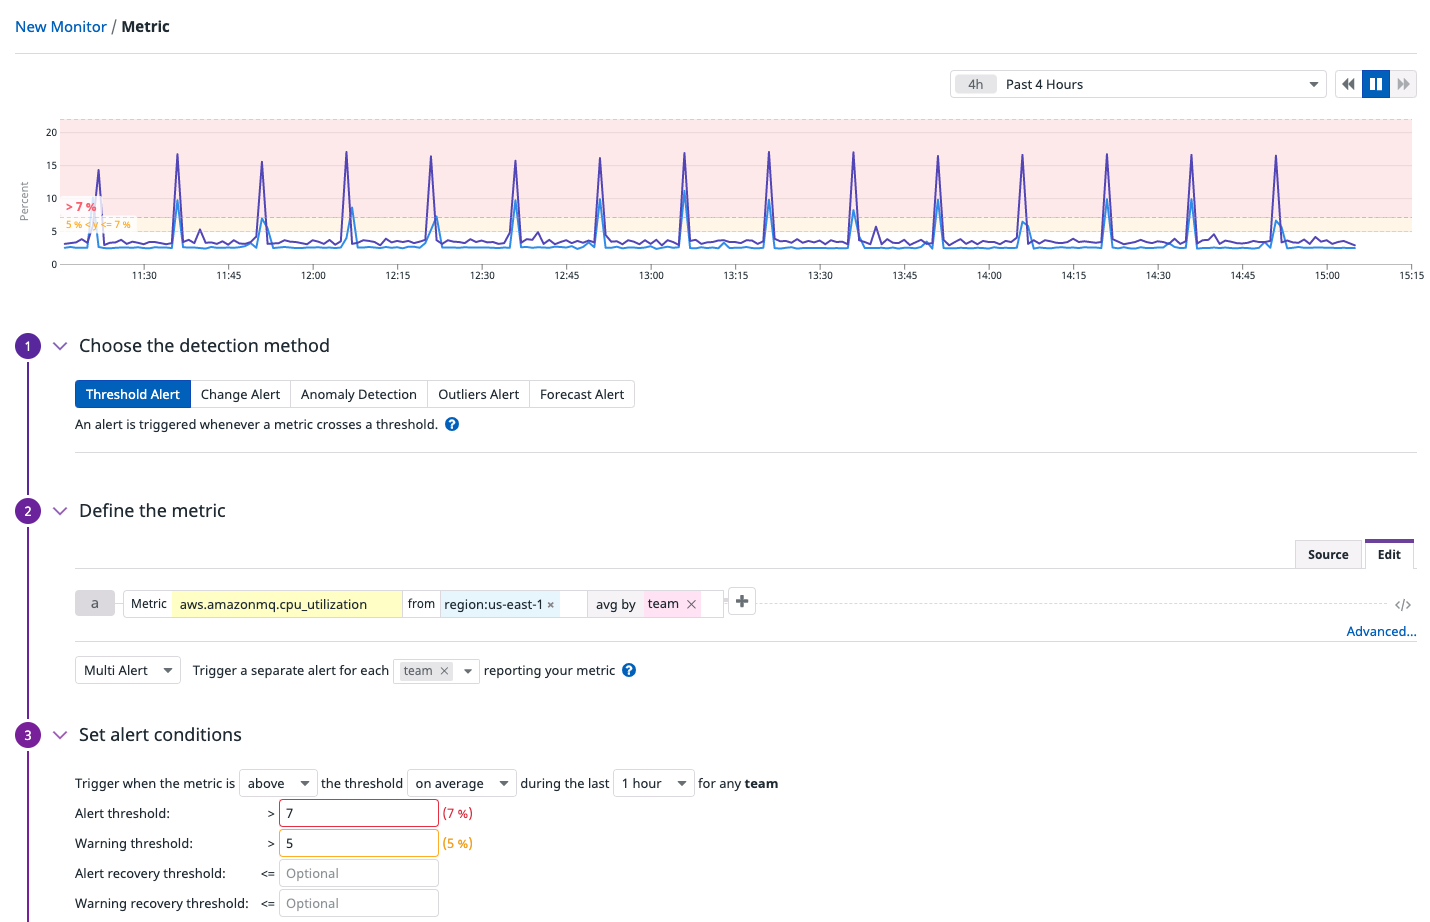 New Monitor / Metric
4h Past 4 Hours
Percent
20
15
10
5
0
> 7 %
5 % < y <= 7 %
11:30 11:45 12:00 12:15 12:30 12:45 13:00 13:15 13:30 13:45 14:00 14:15 14:30 14:45 15:00 15:15
1 Choose the detection method
Threshold Alert Change Alert Anomaly Detection Outliers Alert Forecast Alert
An alert is triggered whenever a metric crosses a threshold. ?
2 Define the metric
Source Edit
a Metric aws.amazonmq.cpu_utilization from region:us-east-1 × avg by team × + </>
Advanced...
Multi Alert Trigger a separate alert for each team × reporting your metric ?
3 Set alert conditions
Trigger when the metric is above the threshold on average during the last 1 hour for any team
Alert threshold: > 7 (7 %)
Warning threshold: > 5 (5 %)
Alert recovery threshold: <= Optional
Warning recovery threshold: <= Optional